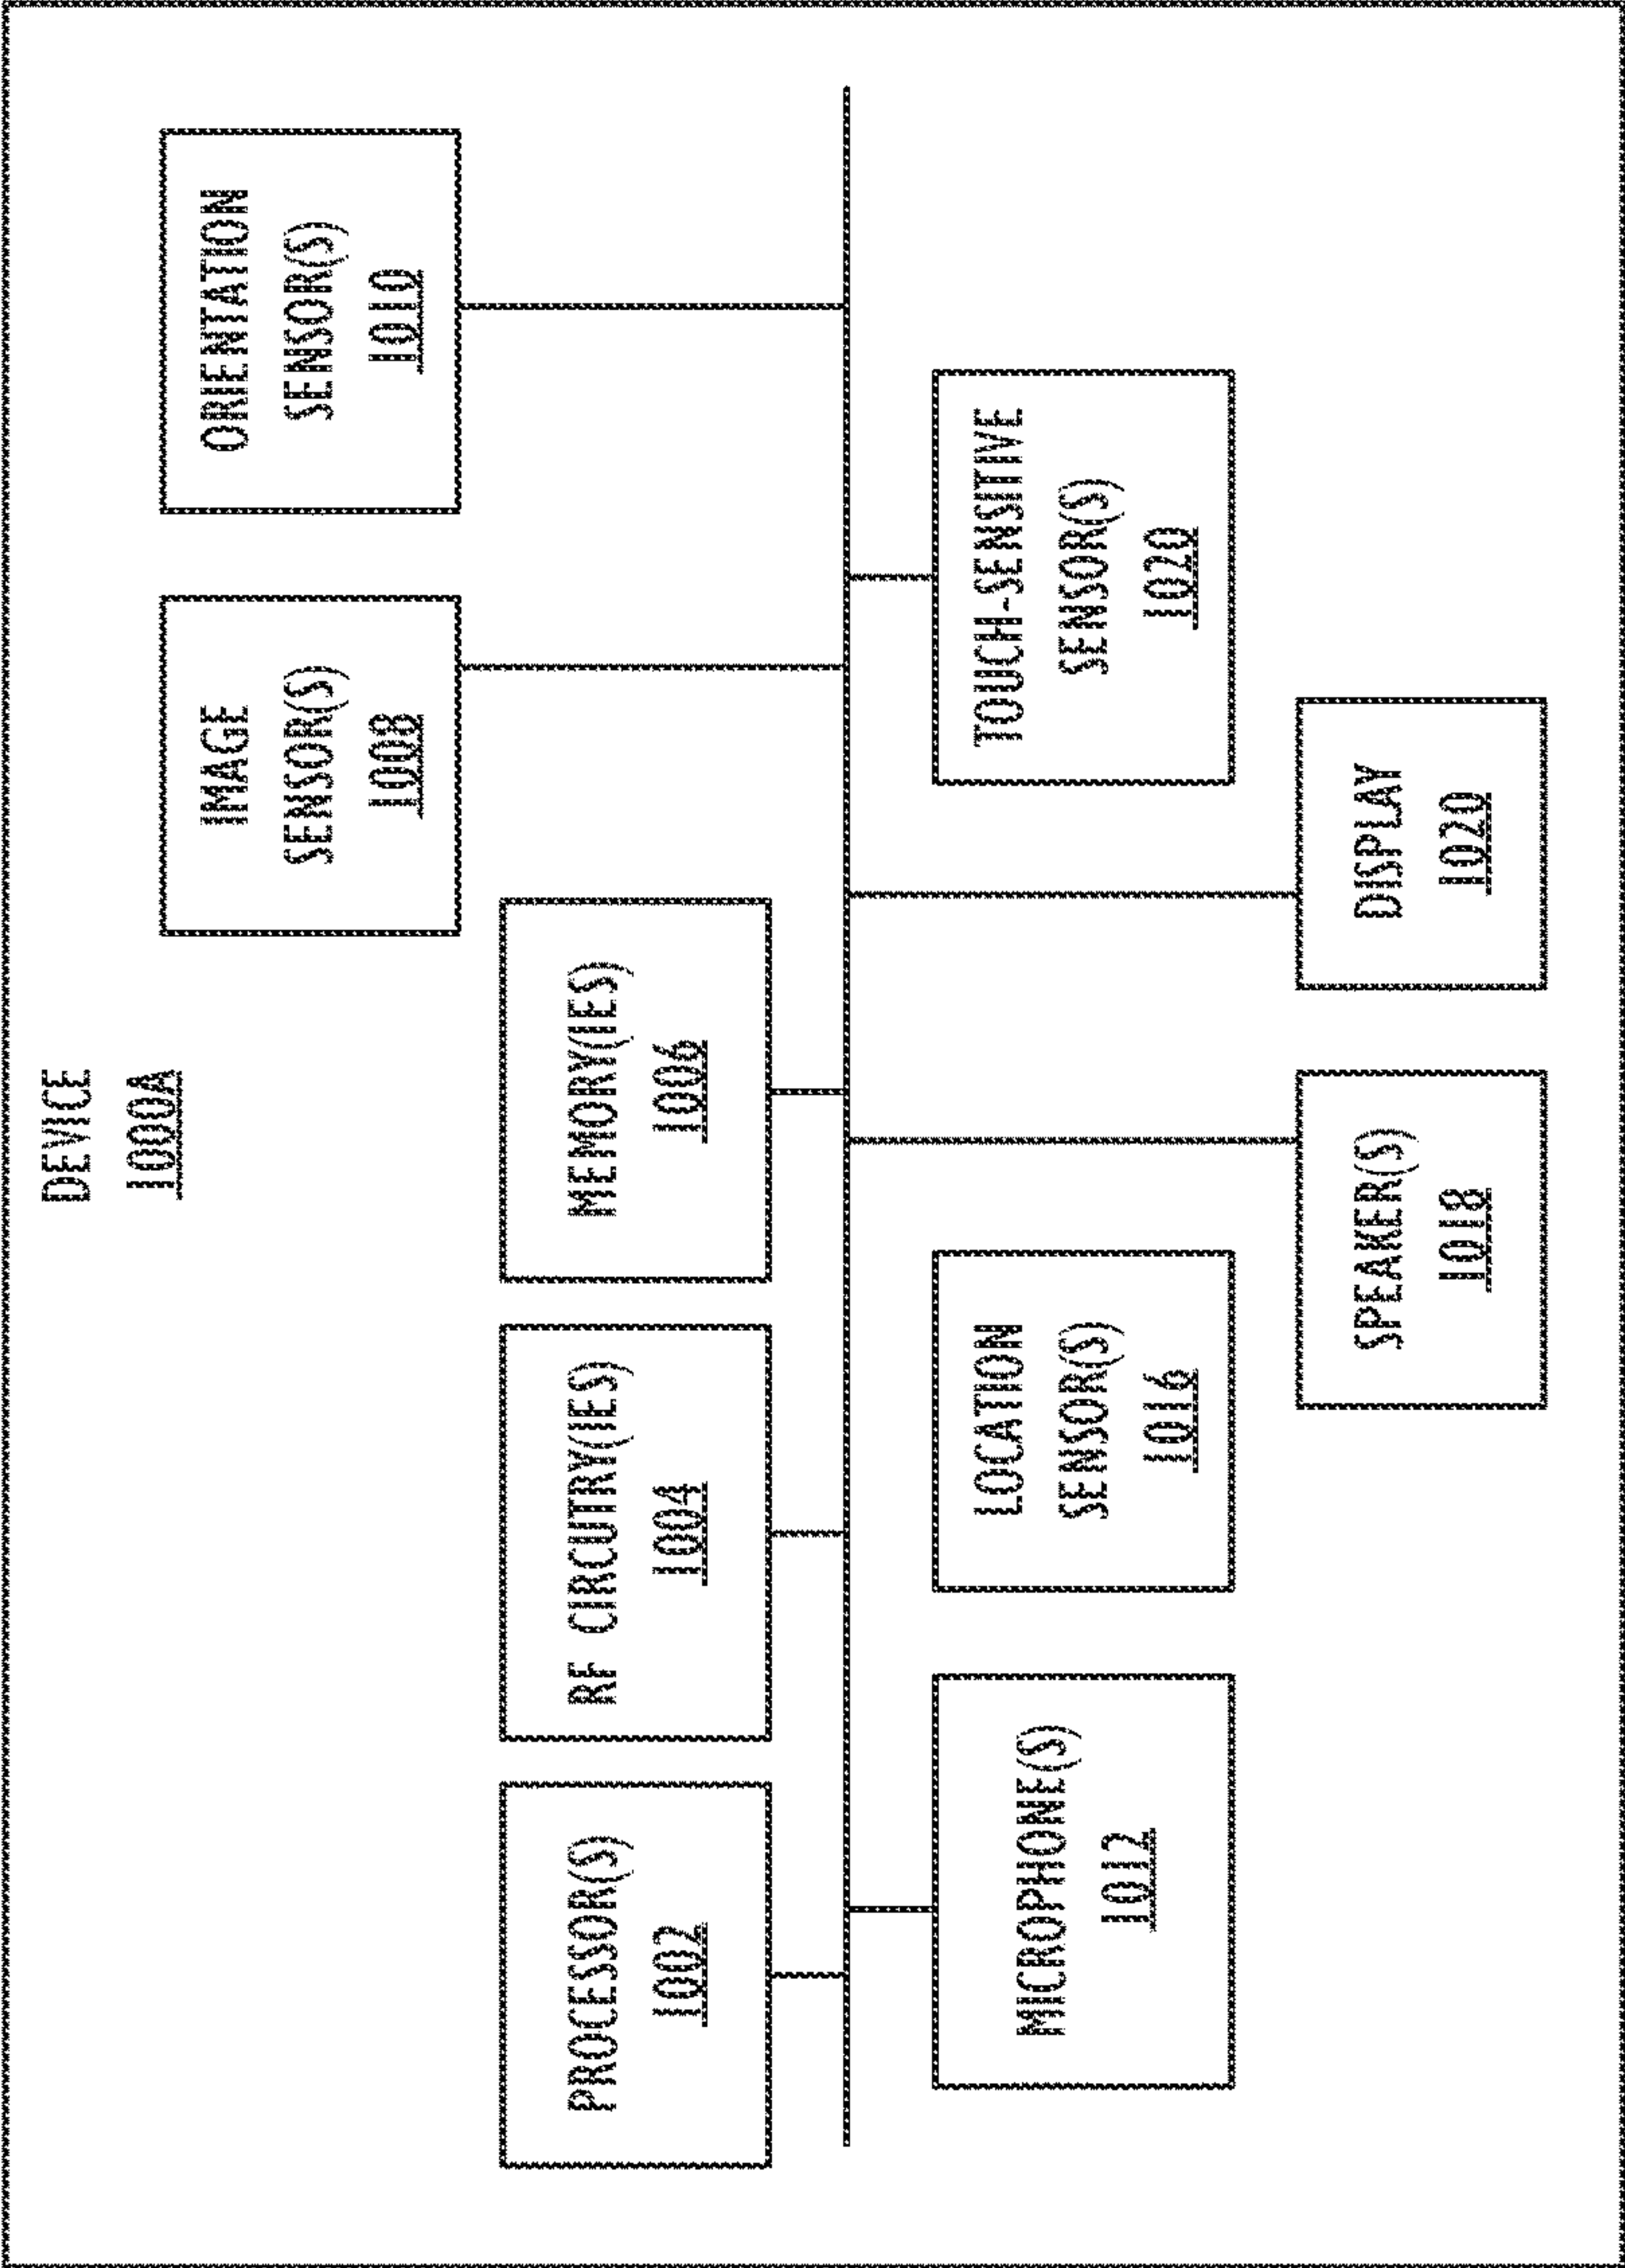 DEVICE
1000A
IMAGE
SENSOR(S)
1008
ORIENTATION
SENSOR(S)
1010
PROCESSOR(S)
1002
RF CIRCUTRY(IES)
1004
MEMORY(IES)
1006
MICROPHONE(S)
1012
LOCATION
SENSOR(S)
1016
TOUCH-SENSITIVE
SENSOR(S)
1020
SPEAKER(S)
1018
DISPLAY
1020